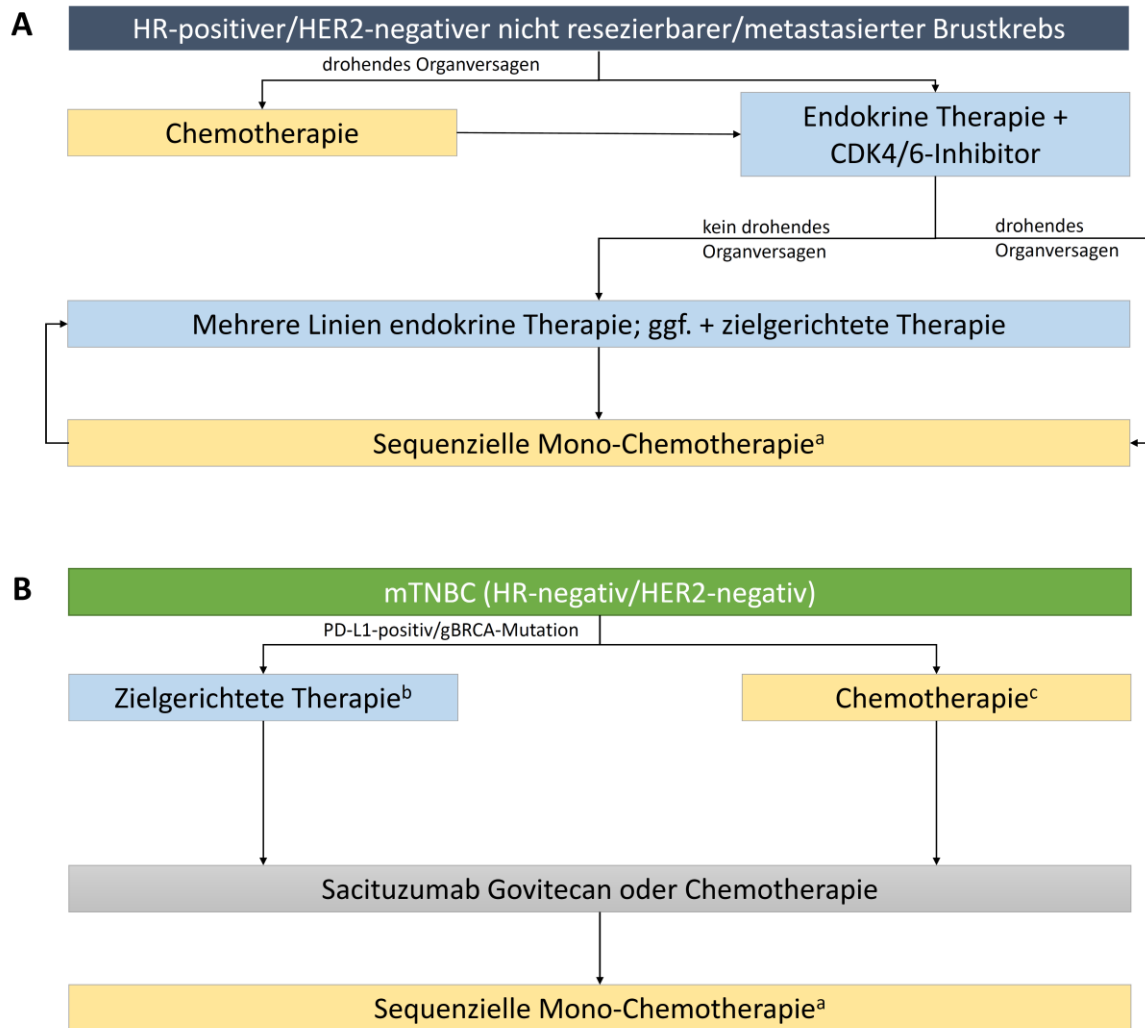 A
HR-positiver/HER2-negativer nicht resezierbarer/metastasierter Brustkrebs
drohendes Organversagen
Chemotherapie
Endokrine Therapie +
CDK4/6-Inhibitor
kein drohendes
Organversagen
drohendes
Organversagen
Mehrere Linien endokrine Therapie; ggf. + zielgerichtete Therapie
Sequenzielle Mono-Chemotherapieᵃ
B
mTNBC (HR-negativ/HER2-negativ)
PD-L1-positiv/gBRCA-Mutation
Zielgerichtete Therapieᵇ
Chemotherapieᶜ
Sacituzumab Govitecan oder Chemotherapie
Sequenzielle Mono-Chemotherapieᵃ